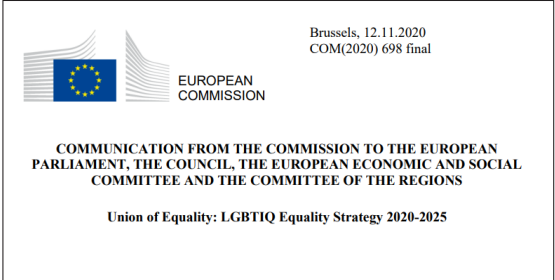 Brussels, 12.11.2020
COM(2020) 698 final
EUROPEAN
COMMISSION
COMMUNICATION FROM THE COMMISSION TO THE EUROPEAN
PARLIAMENT, THE COUNCIL, THE EUROPEAN ECONOMIC AND SOCIAL
COMMITTEE AND THE COMMITTEE OF THE REGIONS
Union of Equality: LGBTIQ Equality Strategy 2020-2025